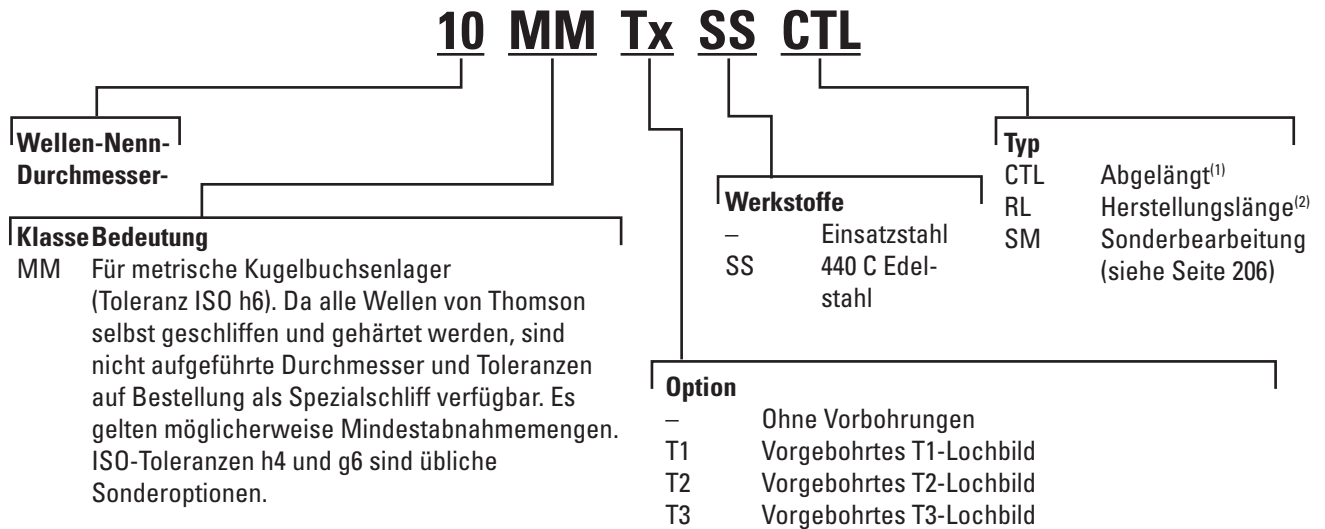 10 MM Tx SS CTL
Wellen-Nenn-
Durchmesser-
Klasse Bedeutung
MM Für metrische Kugelbuchsenlager
(Toleranz ISO h6). Da alle Wellen von Thomson
selbst geschliffen und gehärtet werden, sind
nicht aufgeführte Durchmesser und Toleranzen
auf Bestellung als Spezialschliff verfügbar. Es
gelten möglicherweise Mindestabnahmemengen.
ISO-Toleranzen h4 und g6 sind übliche
Sonderoptionen.
Option
– Ohne Vorbohrungen
T1 Vorgebohrtes T1-Lochbild
T2 Vorgebohrtes T2-Lochbild
T3 Vorgebohrtes T3-Lochbild
Werkstoffe
– Einsatzstahl
SS 440 C Edel-
stahl
Typ
CTL Abgelängt(1)
RL Herstellungslänge(2)
SM Sonderbearbeitung
(siehe Seite 206)